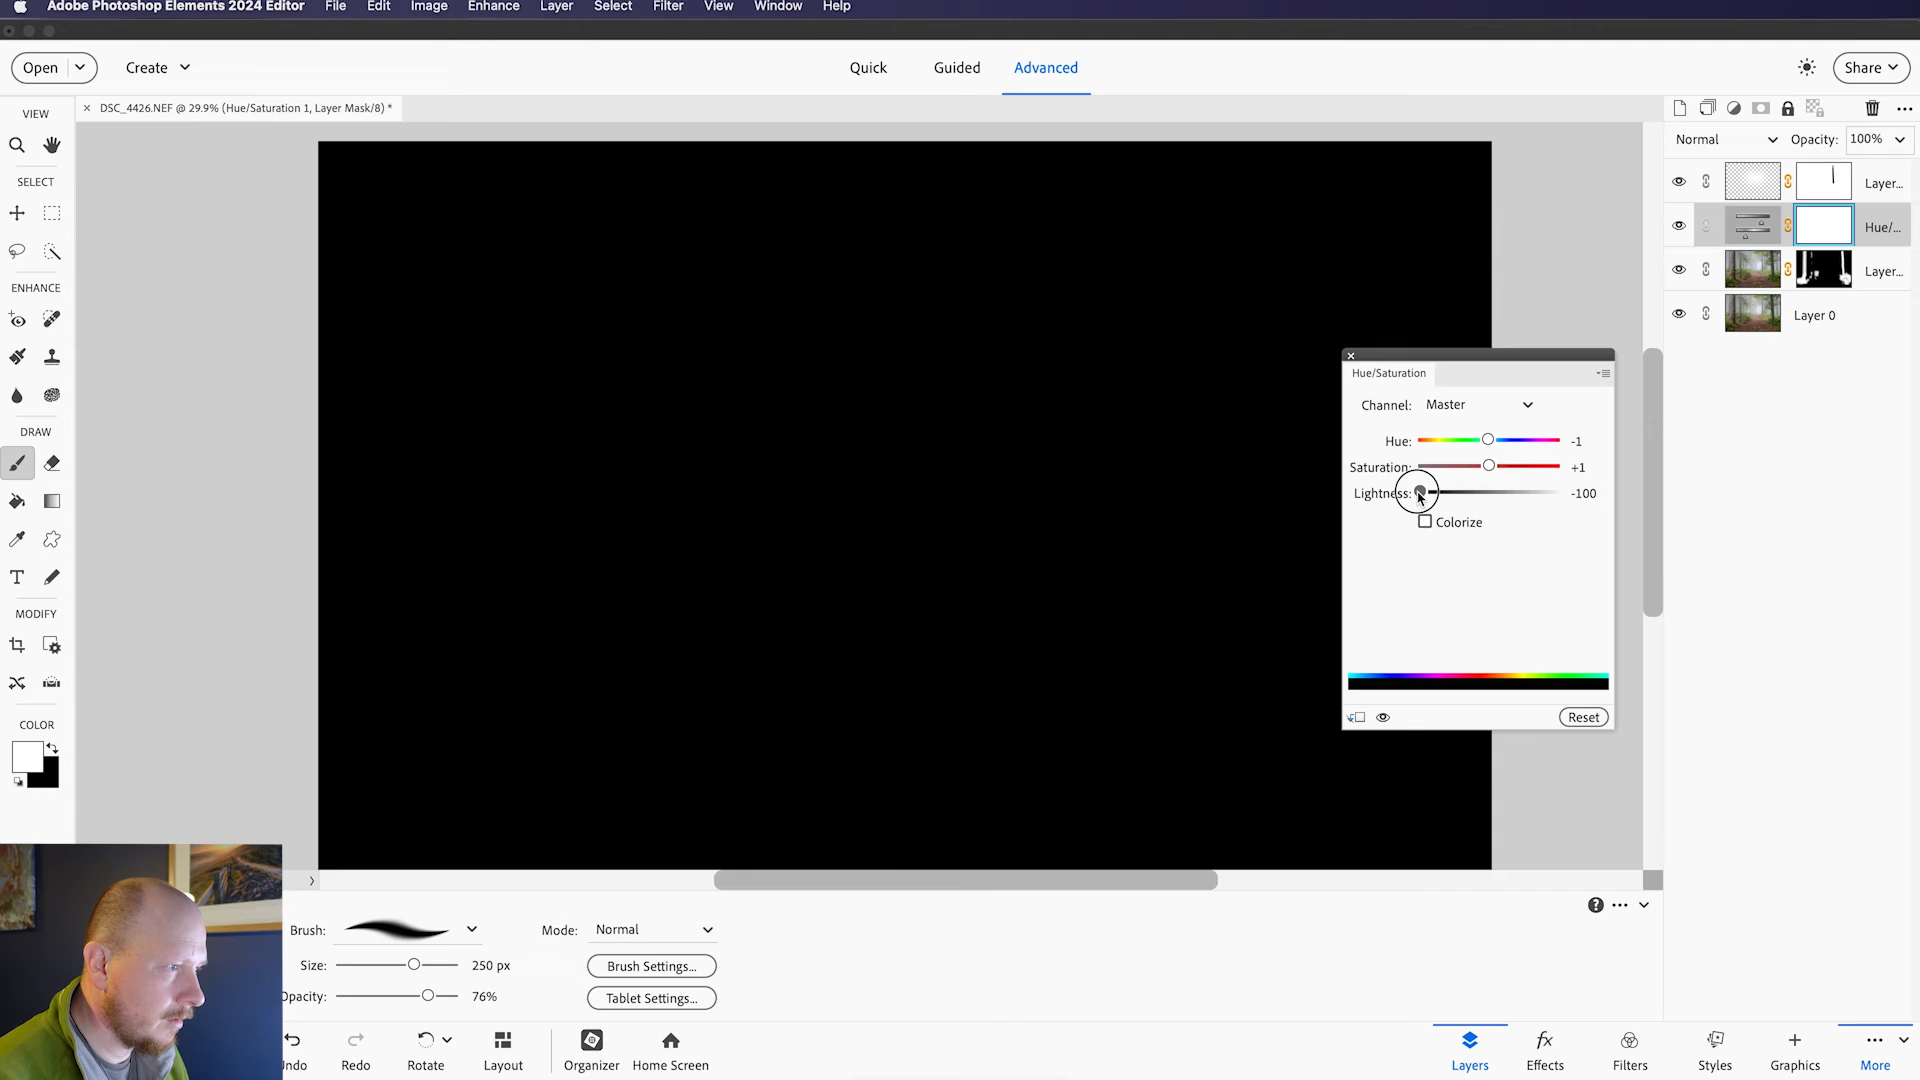 Adobe Photoshop Elements 2024 Editor File Edit Image Enhance Layer Select Filter View Window Help
Open Create Quick Guided Advanced Share
VIEW
× DSC_4426.NEF @ 29.9% (Hue/Saturation 1, Layer Mask/8) *
Normal Opacity: 100%
SELECT
Layer...
Hue/...
Layer...
Layer 0
ENHANCE
Hue/Saturation
Channel: Master
DRAW
Hue: -1
Saturation: +1
Lightness: -100
Colorize
MODIFY
Reset
COLOR
Brush: Mode: Normal
Size: 250 px Brush Settings...
Opacity: 76% Tablet Settings...
ndo Redo Rotate Layout Organizer Home Screen Layers Effects Filters Styles Graphics More